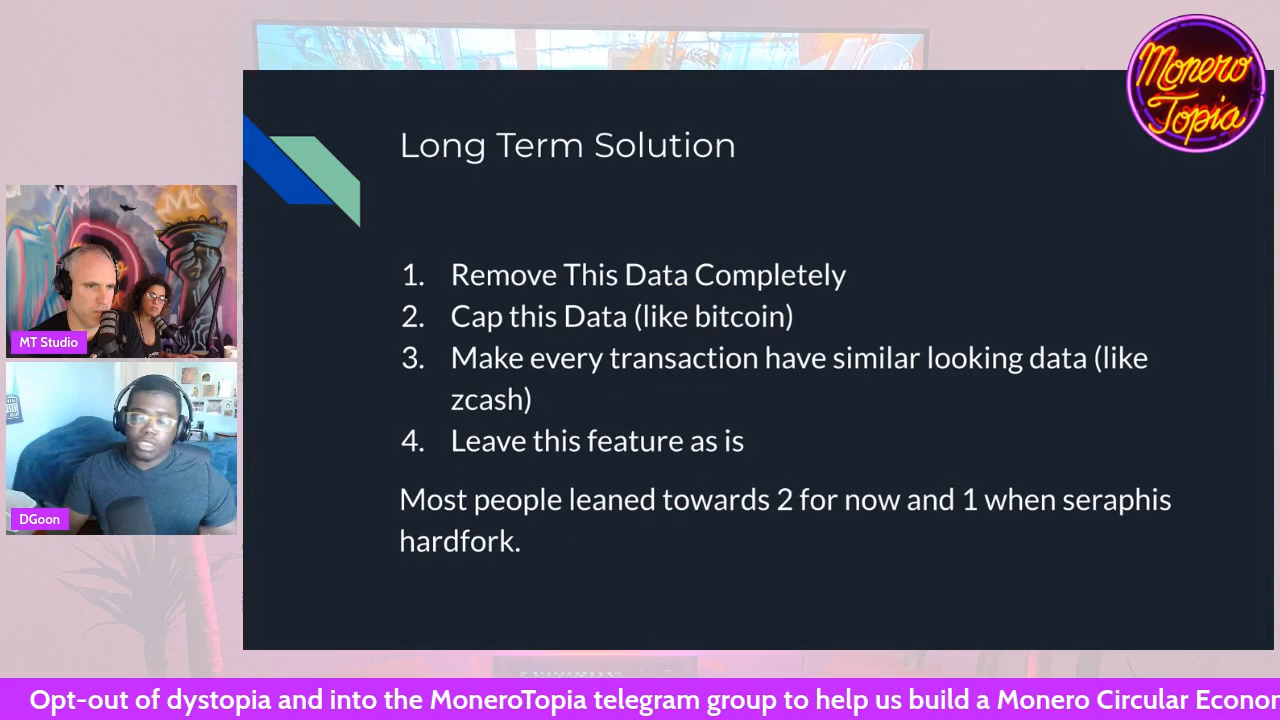 Monero
Topia
Long Term Solution
1. Remove This Data Completely
2. Cap this Data (like bitcoin)
3. Make every transaction have similar looking data (like
zcash)
4. Leave this feature as is
Most people leaned towards 2 for now and 1 when seraphis
hardfork.
MT Studio
DGoon
Opt-out of dystopia and into the MoneroTopia telegram group to help us build a Monero Circular Econor